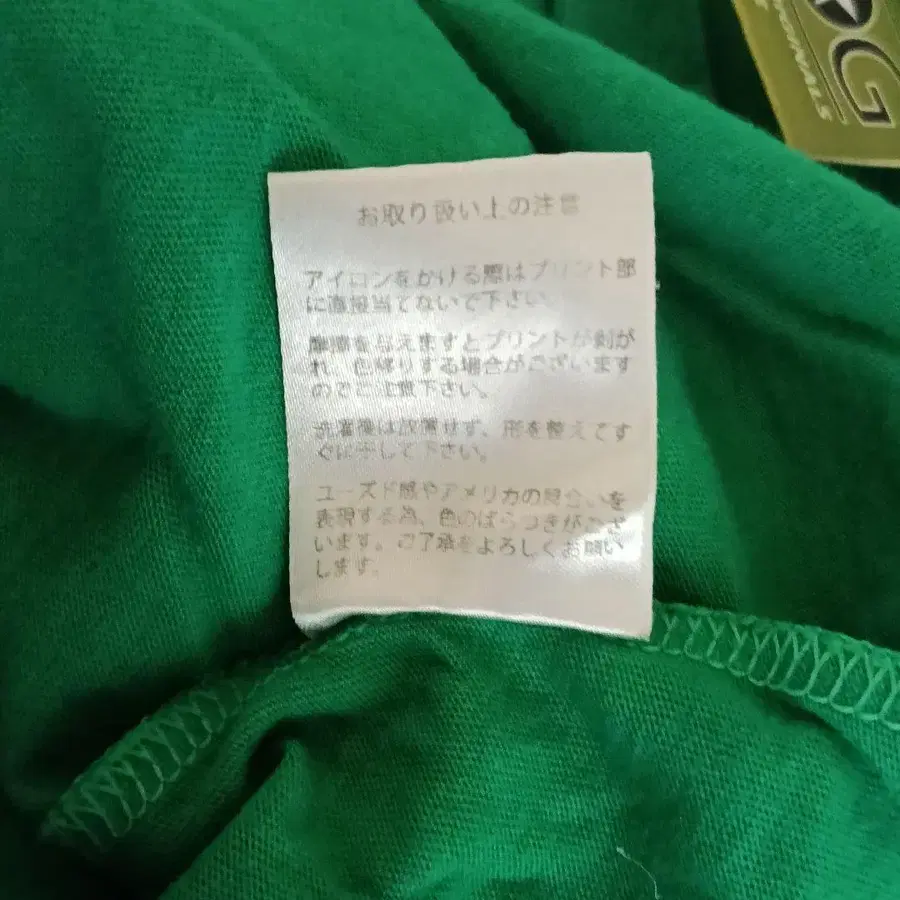 お取り扱い上の注意
アイロンをかける際はプリント部
に直接当てないで下さい。
摩擦を与えますとプリントが剥が
れ、色移りする場合がございます
のでご注意下さい。
洗濯後は放置せず、形を整えてす
ぐに干して下さい。
ユーズド感やアメリカの風合いを
表現する為、色のばらつきがござ
います。ご了承をよろしくお願い
します。
OG